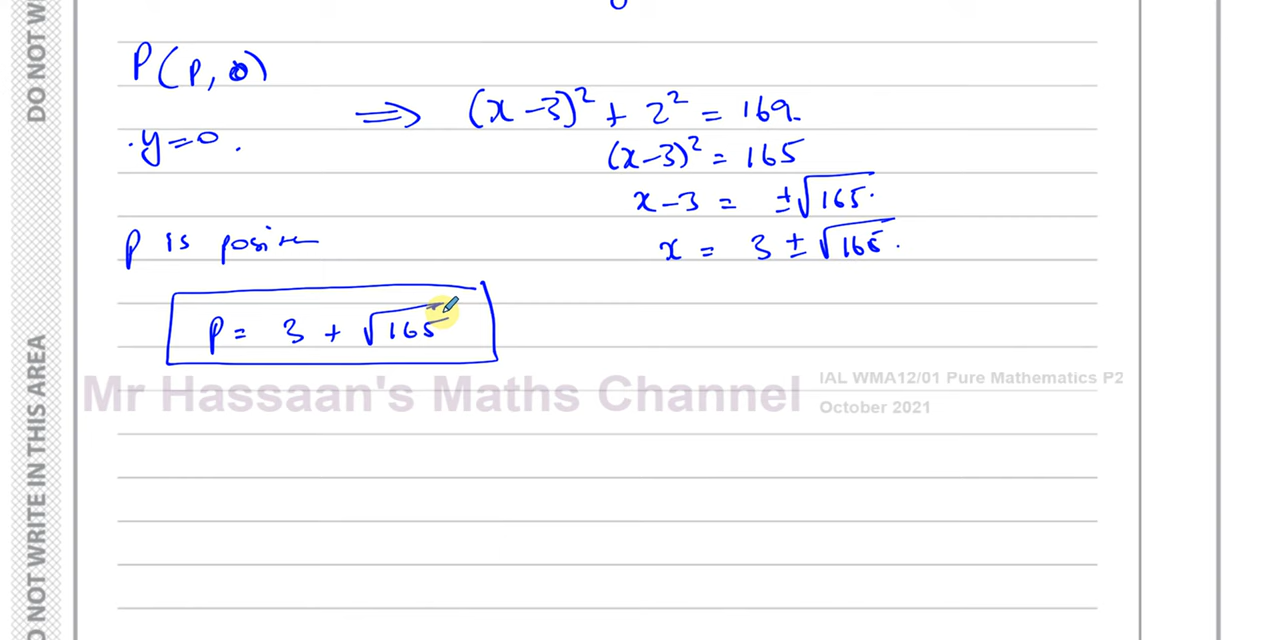 DO NOT W
DO NOT WRITE IN THIS AREA
P(P, 0)
⟹ (x-3)² + 2² = 169.
.y=0.
(x-3)² = 165
x-3 = ±√165.
x = 3 ± √165.
P is positive
P = 3 + √165
Mr Hassaan's Maths Channel
IAL WMA12/01 Pure Mathematics P2
October 2021